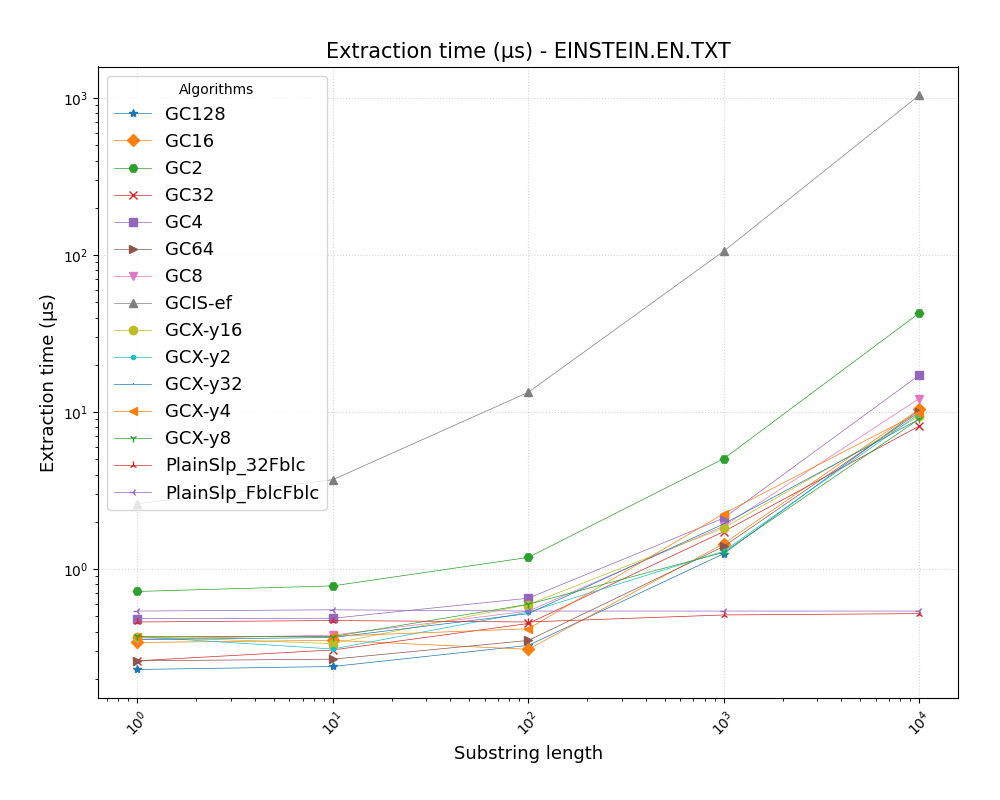 Extraction time (µs) - EINSTEIN.EN.TXT
Extraction time (µs)
10³
10²
10¹
10⁰
Algorithms
GC128
GC16
GC2
GC32
GC4
GC64
GC8
GCIS-ef
GCX-y16
GCX-y2
GCX-y32
GCX-y4
GCX-y8
PlainSlp_32Fblc
PlainSlp_FblcFblc
10⁰ 10¹ 10² 10³ 10⁴
Substring length